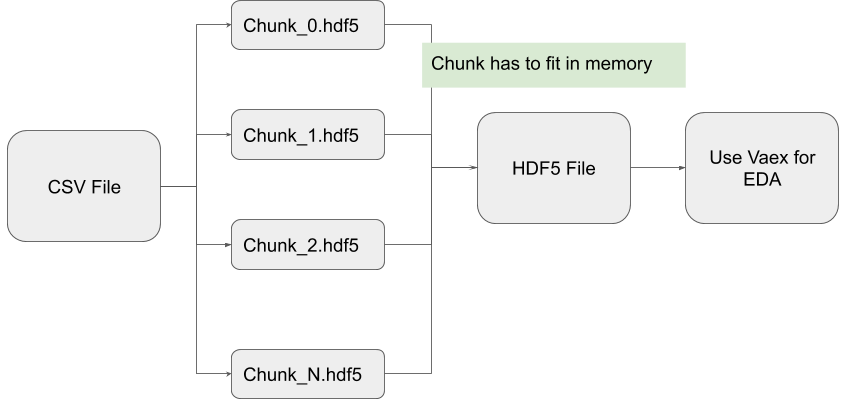 Chunk_0.hdf5
Chunk has to fit in memory
Chunk_1.hdf5
CSV File
HDF5 File
Use Vaex for
EDA
Chunk_2.hdf5
Chunk_N.hdf5